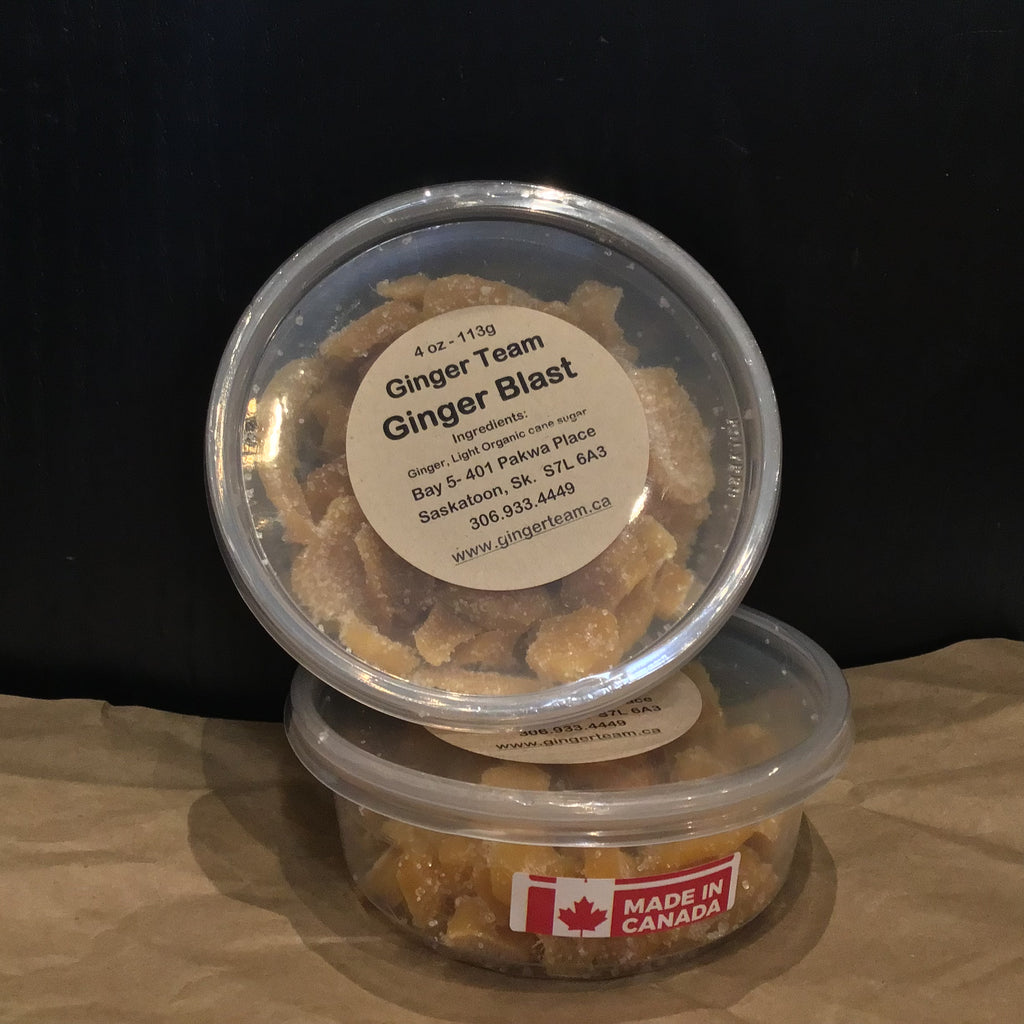 4 oz - 113g
Ginger Team
Ginger Blast
Ingredients:
Ginger, Light Organic cane sugar
Bay 5- 401 Pakwa Place
Saskatoon, Sk. S7L 6A3
306.933.4449
www.gingerteam.ca
S7L 6A3
306.933.4449
www.gingerteam.ca
MADE IN
CANADA